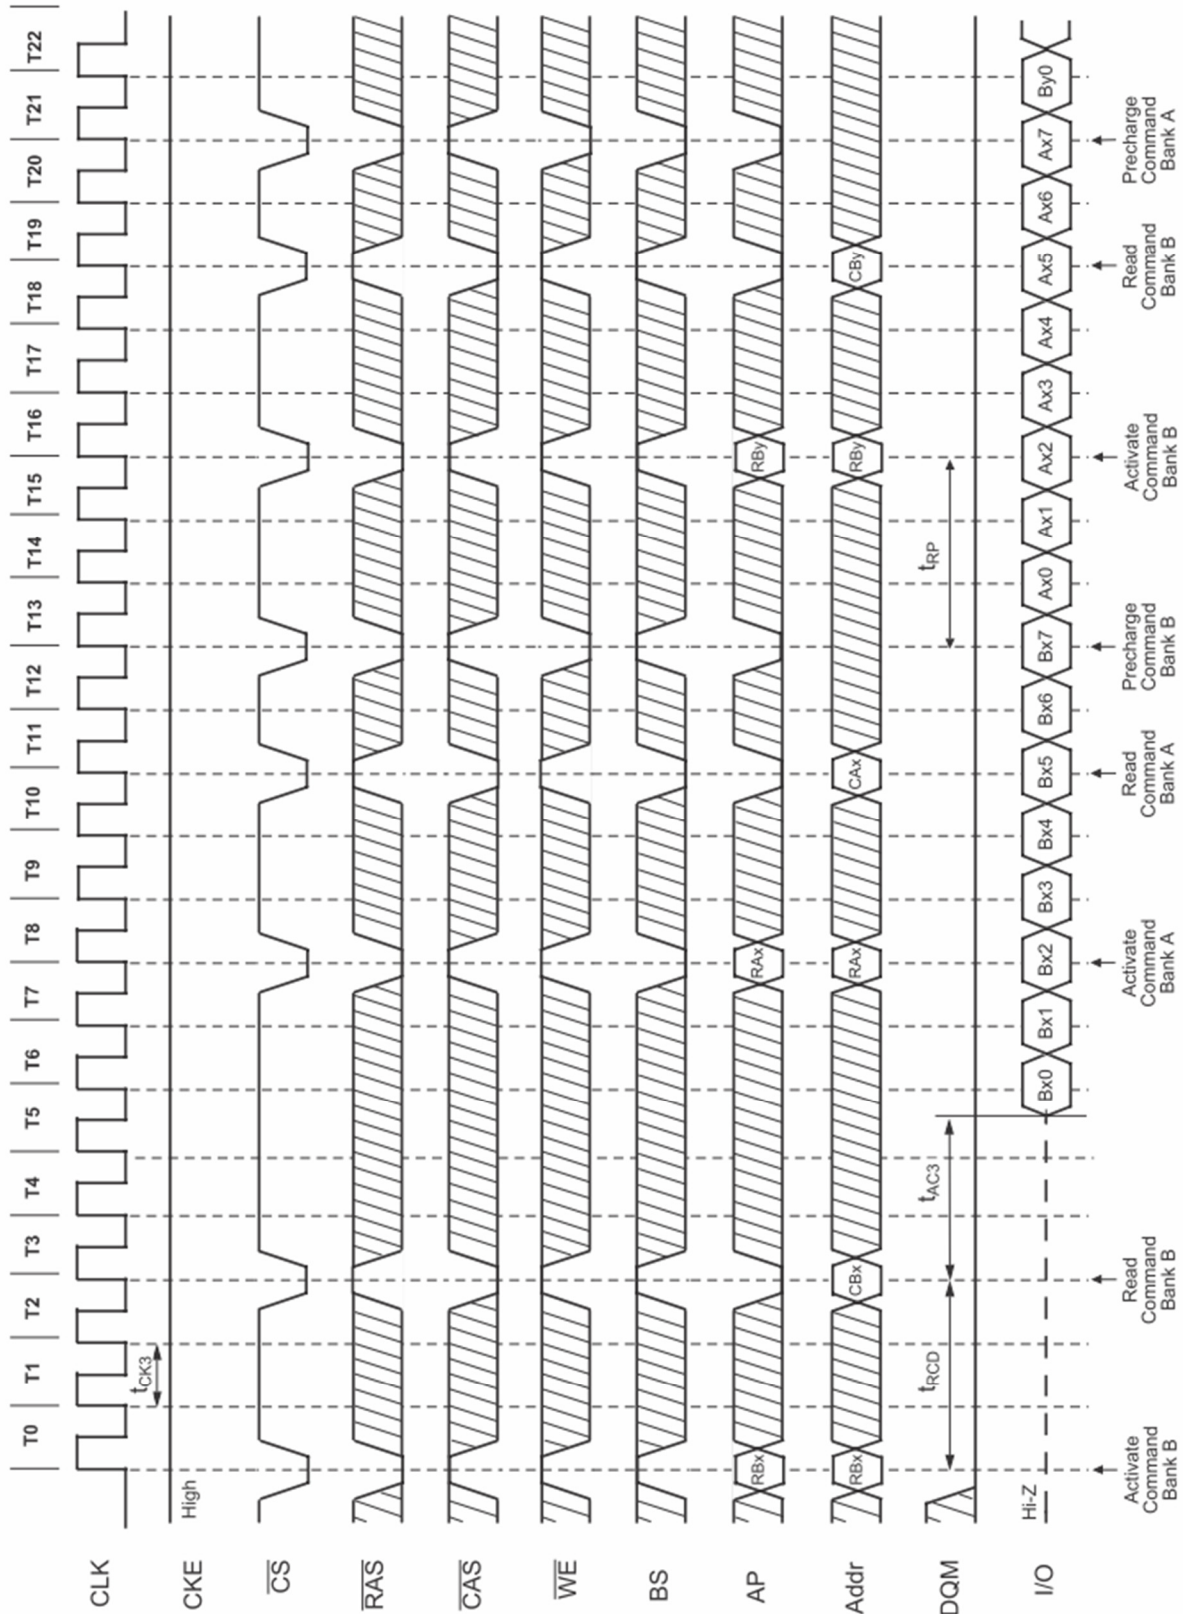 T0 T1 T2 T3 T4 T5 T6 T7 T8 T9 T10 T11 T12 T13 T14 T15 T16 T17 T18 T19 T20 T21 T22
CLK
tCK3
CKE
High
CS
RAS
CAS
WE
BS
AP
RBx RAx RBy
Addr
RBx CBx RAx CAx RBy CBy
DQM
tRCD tAC3 tRP
I/O
Hi-Z
Bx0 Bx1 Bx2 Bx3 Bx4 Bx5 Bx6 Bx7 Ax0 Ax1 Ax2 Ax3 Ax4 Ax5 Ax6 Ax7 By0
Activate
Command
Bank B
Read
Command
Bank B
Activate
Command
Bank A
Read
Command
Bank A
Precharge
Command
Bank B
Activate
Command
Bank B
Read
Command
Bank B
Precharge
Command
Bank A